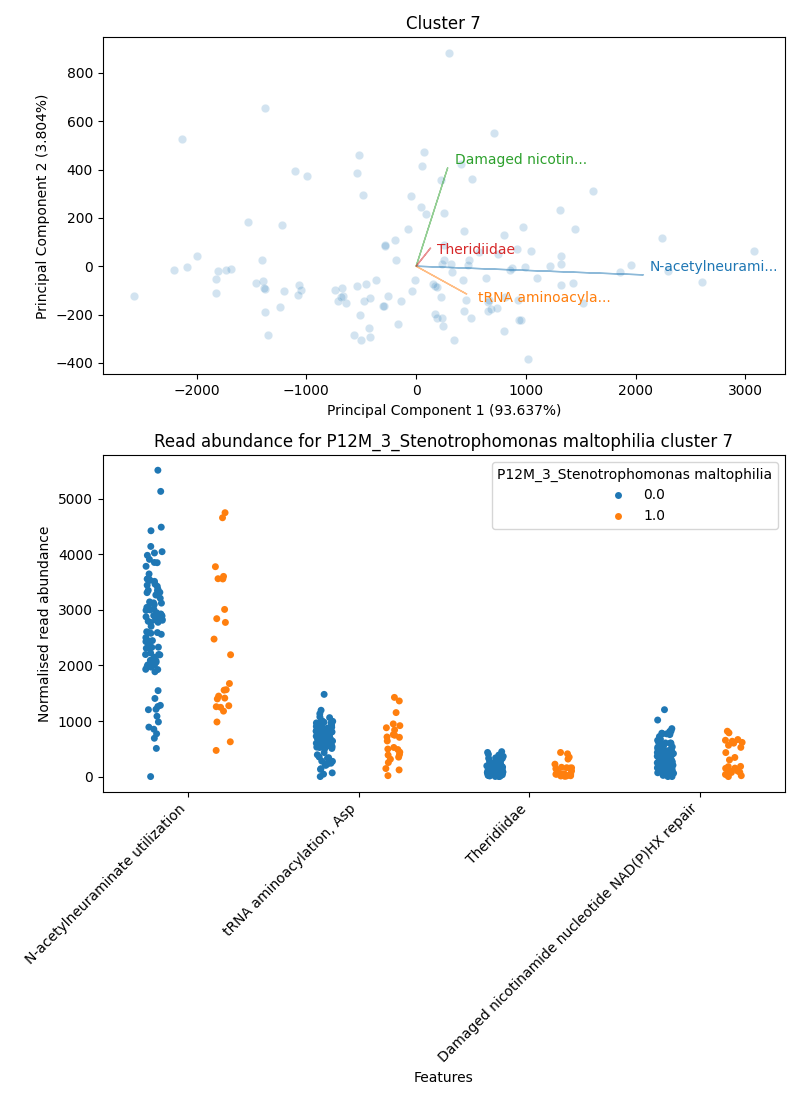 Cluster 7
Principal Component 2 (3.804%)
800
600
400
200
0
−200
−400
Damaged nicotin...
Theridiidae
N-acetylneurami...
tRNA aminoacyla...
−2000
−1000
0
1000
2000
3000
Principal Component 1 (93.637%)
Read abundance for P12M_3_Stenotrophomonas maltophilia cluster 7
Normalised read abundance
5000
4000
3000
2000
1000
0
P12M_3_Stenotrophomonas maltophilia
0.0
1.0
N-acetylneuraminate utilization
tRNA aminoacylation, Asp
Theridiidae
Damaged nicotinamide nucleotide NAD(P)HX repair
Features